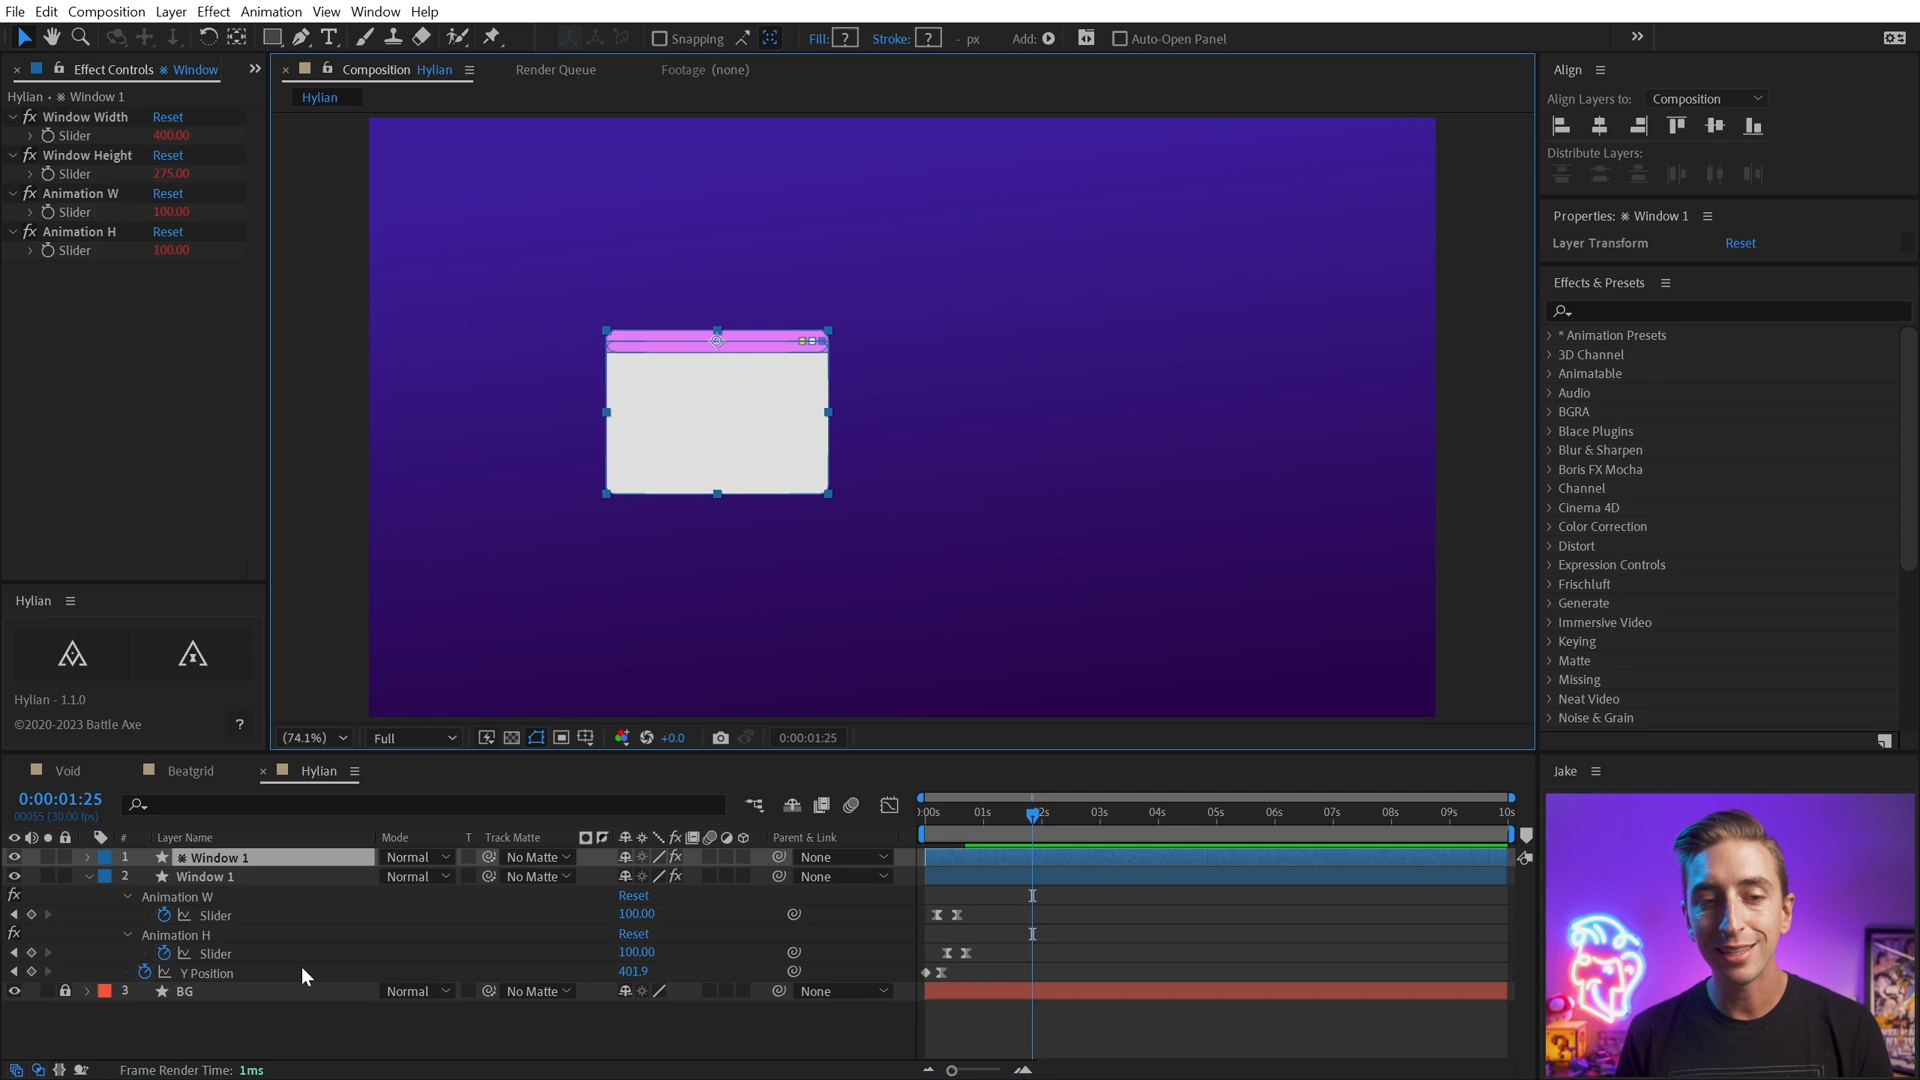 File Edit Composition Layer Effect Animation View Window Help
Snapping Fill: ? Stroke: ? - px Add: Auto-Open Panel
Effect Controls ※ Window
Composition Hylian Render Queue Footage (none)
Hylian
Hylian • ※ Window 1
fx Window Width Reset
Slider 400.00
fx Window Height Reset
Slider 275.00
fx Animation W Reset
Slider 100.00
fx Animation H Reset
Slider 100.00
Hylian
Hylian - 1.1.0
©2020-2023 Battle Axe ?
(74.1%) Full +0.0 0:00:01:25
Align
Align Layers to: Composition
Distribute Layers:
Properties: ※ Window 1
Layer Transform Reset
Effects & Presets
* Animation Presets
3D Channel
Animatable
Audio
BGRA
Blace Plugins
Blur & Sharpen
Boris FX Mocha
Channel
Cinema 4D
Color Correction
Distort
Expression Controls
Frischluft
Generate
Immersive Video
Keying
Matte
Missing
Neat Video
Noise & Grain
Void Beatgrid Hylian
0:00:01:25
00055 (30.00 fps)
:00s 01s 02s 03s 04s 05s 06s 07s 08s 09s 10s
# Layer Name Mode T Track Matte fx Parent & Link
1 ※ Window 1 Normal No Matte fx None
2 Window 1 Normal No Matte fx None
fx Animation W Reset
Slider 100.00
fx Animation H Reset
Slider 100.00
Y Position 401.9
3 BG Normal No Matte None
Frame Render Time: 1ms
Jake